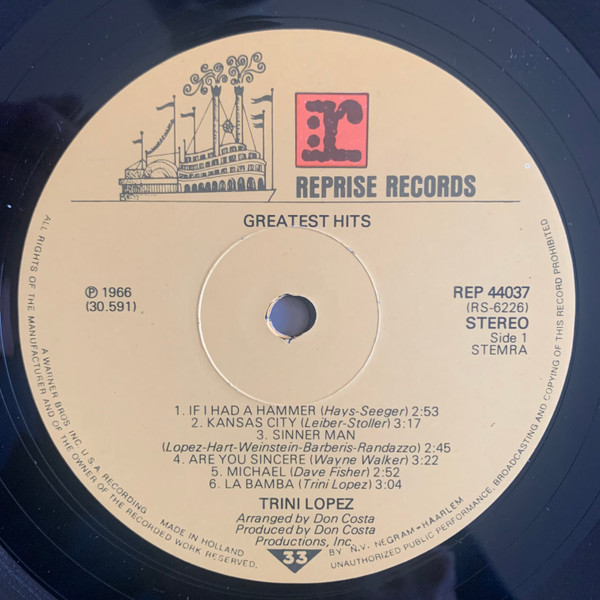 r
REPRISE RECORDS
GREATEST HITS
℗ 1966
(30.591)
REP 44037
(RS-6226)
STEREO
Side 1
STEMRA
1. IF I HAD A HAMMER (Hays-Seeger) 2:53
2. KANSAS CITY (Leiber-Stoller) 3:17
3. SINNER MAN
(Lopez-Hart-Weinstein-Barberis-Randazzo) 2:45
4. ARE YOU SINCERE (Wayne Walker) 3:22
5. MICHAEL (Dave Fisher) 2:52
6. LA BAMBA (Trini Lopez) 3:04
TRINI LOPEZ
Arranged by Don Costa
Produced by Don Costa
Productions, Inc.
33
ALL RIGHTS OF THE MANUFACTURER AND OF THE OWNER OF THE RECORDED WORK RESERVED.
A WARNER BROS. INC. U.S.A. RECORDING
MADE IN HOLLAND
BY N.V. NEGRAM-HAARLEM
UNAUTHORIZED PUBLIC PERFORMANCE, BROADCASTING AND COPYING OF THIS RECORD PROHIBITED